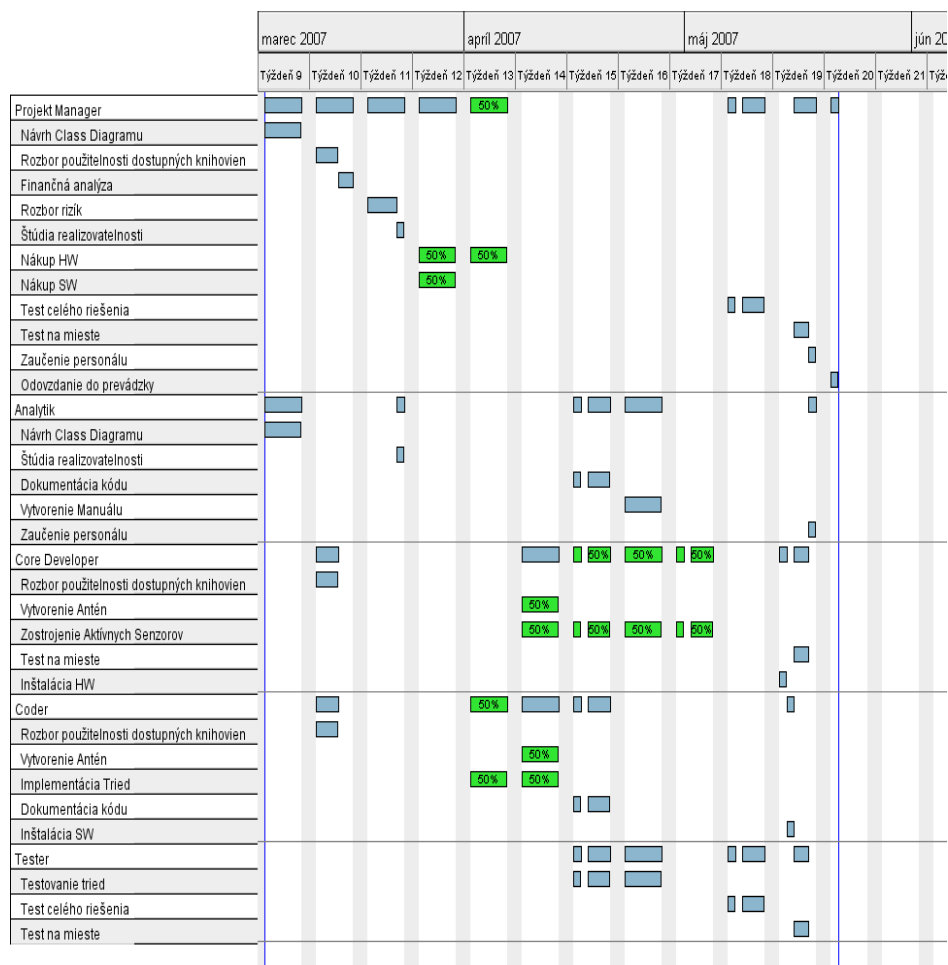 marec 2007 apríl 2007 máj 2007 jún 20
Týždeň 9 Týždeň 10 Týždeň 11 Týždeň 12 Týždeň 13 Týždeň 14 Týždeň 15 Týždeň 16 Týždeň 17 Týždeň 18 Týždeň 19 Týždeň 20 Týždeň 21 Týž
Projekt Manager 50%
Návrh Class Diagramu
Rozbor použitelnosti dostupných knihovien
Finančná analýza
Rozbor rizík
Štúdia realizovatelnosti
Nákup HW 50% 50%
Nákup SW 50%
Test celého riešenia
Test na mieste
Zaučenie personálu
Odovzdanie do prevádzky
Analytik
Návrh Class Diagramu
Štúdia realizovatelnosti
Dokumentácia kódu
Vytvorenie Manuálu
Zaučenie personálu
Core Developer 50% 50% 50%
Rozbor použitelnosti dostupných knihovien
Vytvorenie Antén 50%
Zostrojenie Aktívnych Senzorov 50% 50% 50% 50%
Test na mieste
Inštalácia HW
Coder 50%
Rozbor použitelnosti dostupných knihovien
Vytvorenie Antén 50%
Implementácia Tried 50% 50%
Dokumentácia kódu
Inštalácia SW
Tester
Testovanie tried
Test celého riešenia
Test na mieste